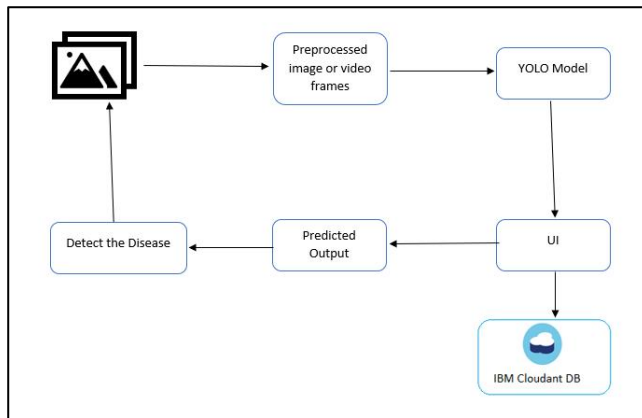 Preprocessed
image or video
frames
YOLO Model
Detect the Disease
Predicted
Output
UI
IBM Cloudant DB